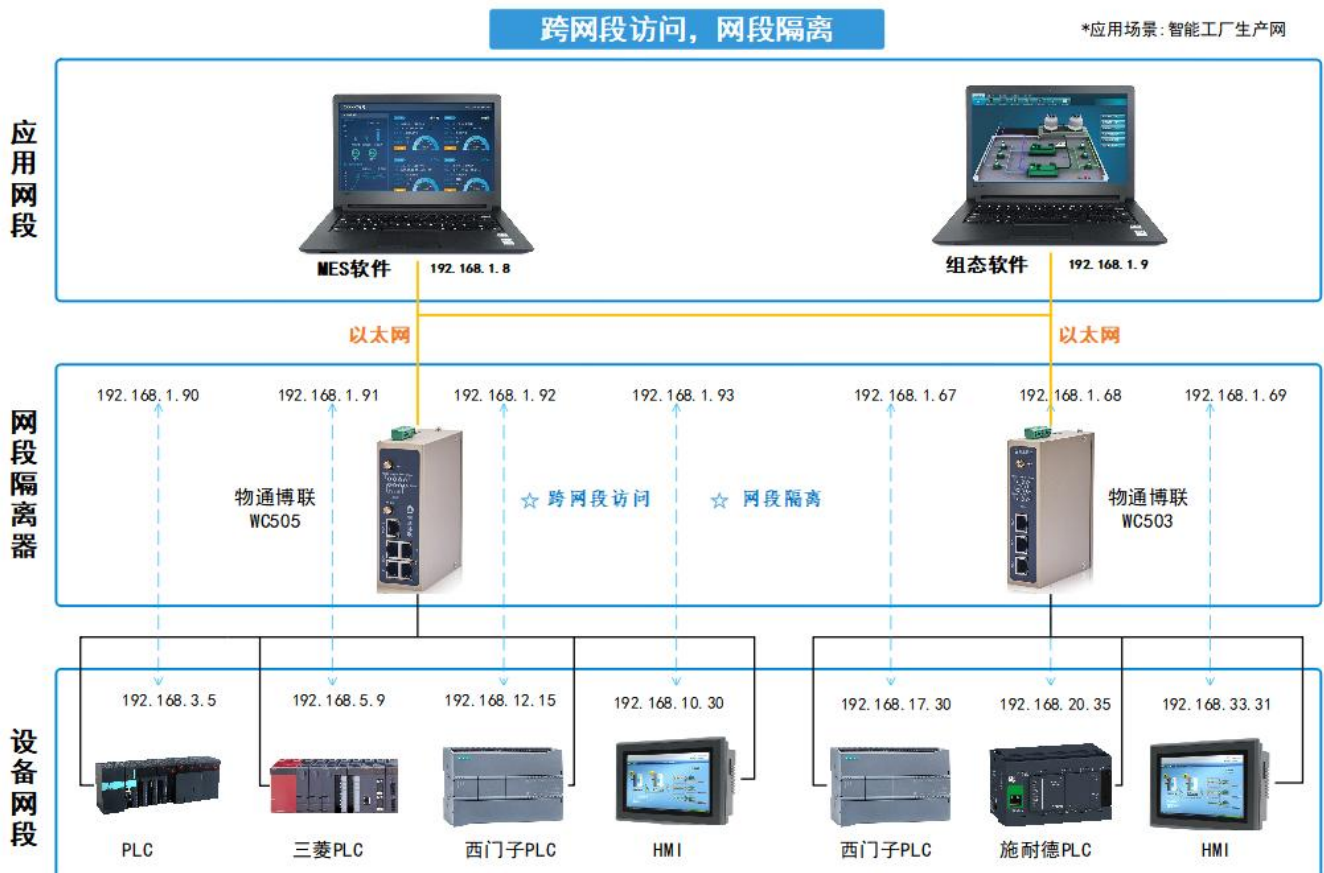 跨网段访问，网段隔离
*应用场景：智能工厂生产网
应用网段
MES软件 192.168.1.8
组态软件 192.168.1.9
以太网
以太网
网段隔离器
192.168.1.90
192.168.1.91
192.168.1.92
192.168.1.93
192.168.1.67
192.168.1.68
192.168.1.69
物通博联
WC505
☆ 跨网段访问
☆ 网段隔离
物通博联
WC503
设备网段
192.168.3.5
192.168.5.9
192.168.12.15
192.168.10.30
192.168.17.30
192.168.20.35
192.168.33.31
PLC
三菱PLC
西门子PLC
HMI
西门子PLC
施耐德PLC
HMI